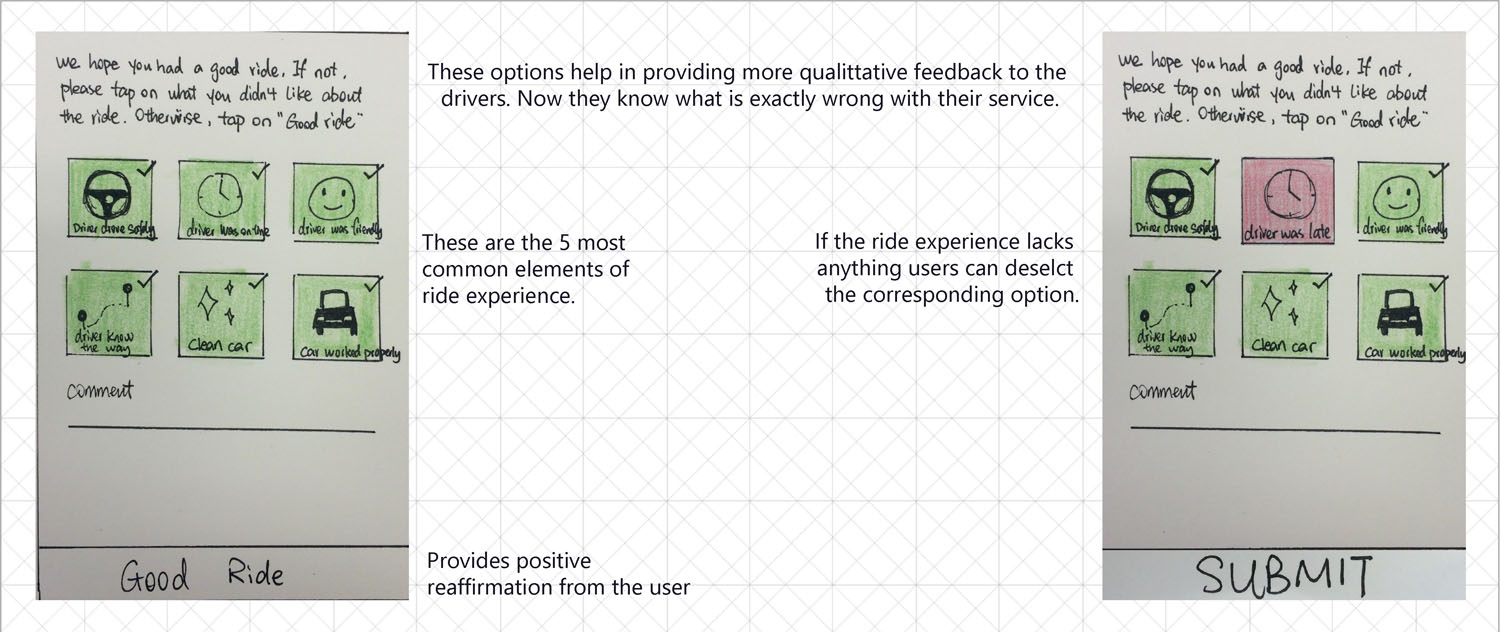 we hope you had a good ride. If not,
please tap on what you didn't like about
the ride. Otherwise, tap on "Good ride"
Driver drove safely
driver was on time
driver was friendly
driver know
the way
Clean car
Car worked properly
comment
Good Ride
These options help in providing more qualittative feedback to the
drivers. Now they know what is exactly wrong with their service.
These are the 5 most
common elements of
ride experience.
If the ride experience lacks
anything users can deselct
the corresponding option.
Provides positive
reaffirmation from the user
we hope you had a good ride. If not,
please tap on what you didn't like about
the ride. Otherwise, tap on "Good ride"
Driver drove safely
driver was late
driver was friendly
driver know
the way
Clean car
Car worked properly
comment
SUBMIT